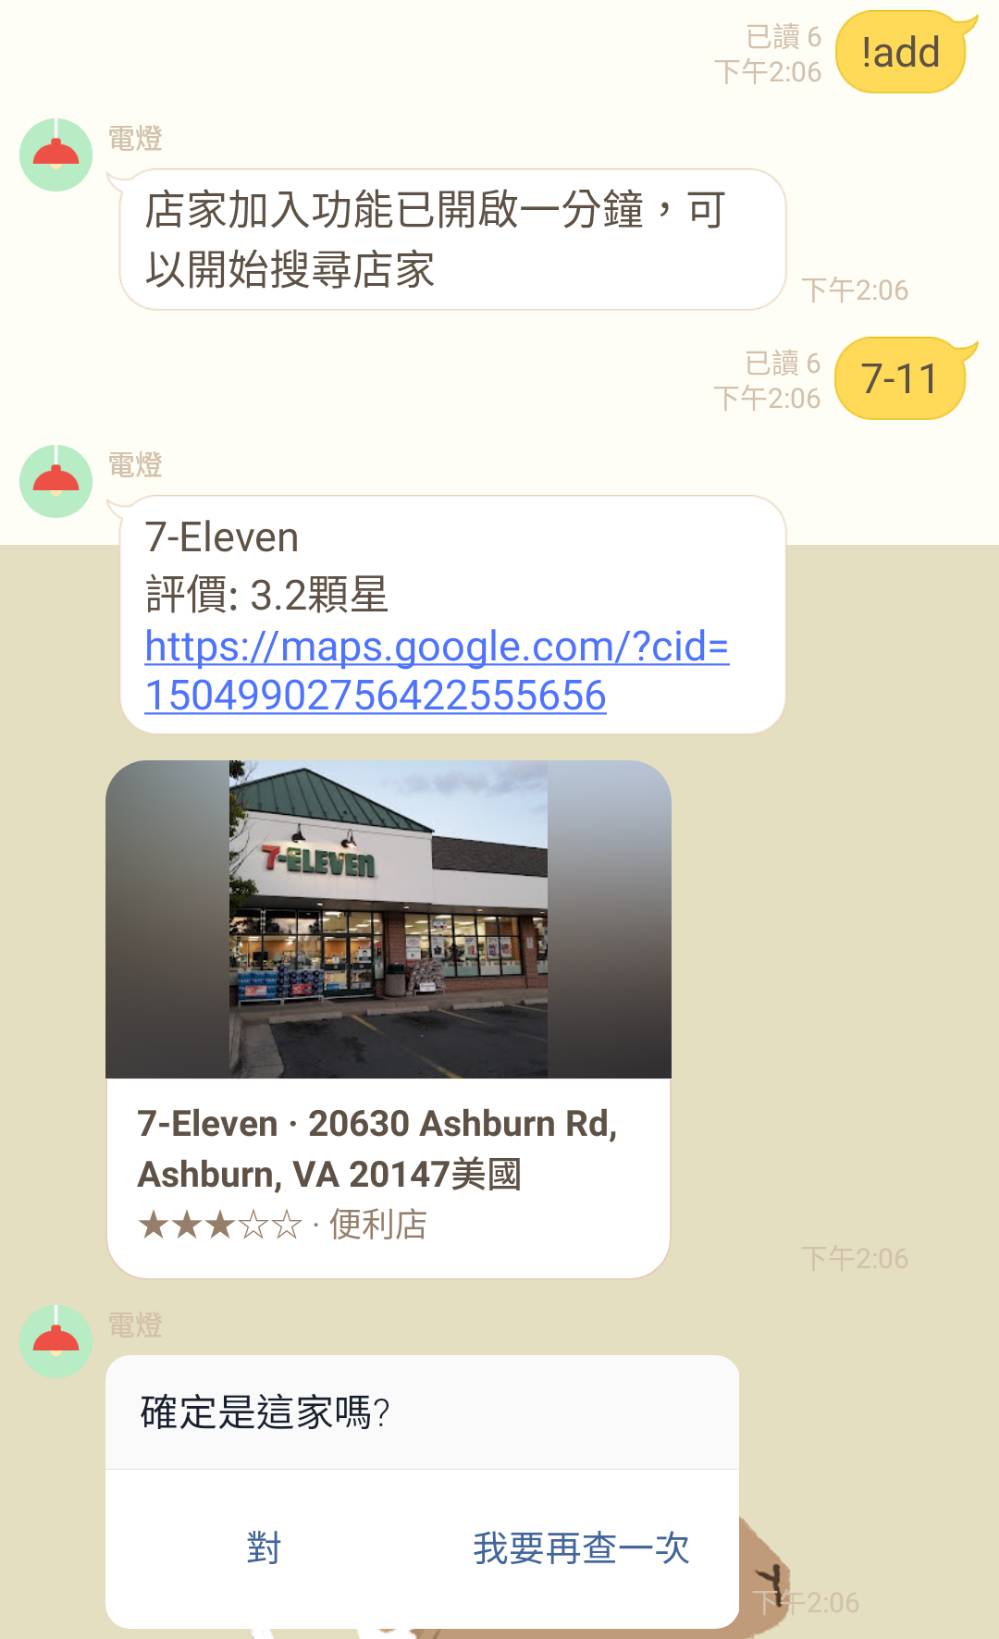 已讀 6
下午2:06
!add
電燈
店家加入功能已開啟一分鐘，可
以開始搜尋店家
下午2:06
已讀 6
下午2:06
7-11
電燈
7-Eleven
評價: 3.2顆星
https://maps.google.com/?cid=
15049902756422555656
7-ELEVEn
7-Eleven · 20630 Ashburn Rd,
Ashburn, VA 20147美國
★★★☆☆ · 便利店
下午2:06
電燈
確定是這家嗎?
對
我要再查一次
下午2:06